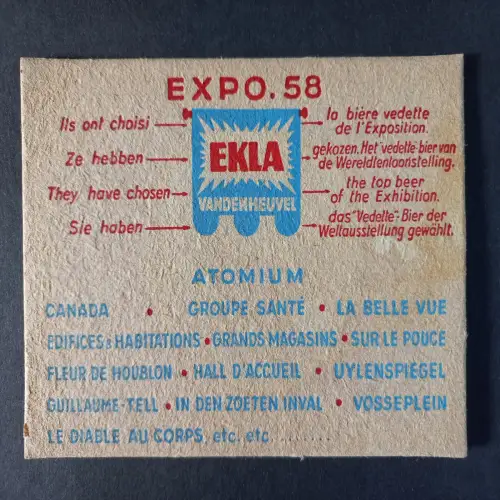 EXPO. 58
Ils ont choisi
la bière vedette
de l'Exposition.
Ze hebben
gekozen. Het "vedette"-bier van
de Wereldtentoonstelling.
They have chosen
the top beer
of the Exhibition.
Sie haben
das "Vedette"-Bier der
Weltausstellung gewählt.
EKLA
VANDENHEUVEL
ATOMIUM
CANADA • GROUPE SANTÉ • LA BELLE VUE
EDIFICES & HABITATIONS • GRANDS MAGASINS • SUR LE POUCE
FLEUR DE HOUBLON • HALL D'ACCUEIL • UYLENSPIEGEL
GUILLAUME-TELL • IN DEN ZOETEN INVAL • VOSSEPLEIN
LE DIABLE AU CORPS, etc. etc.........